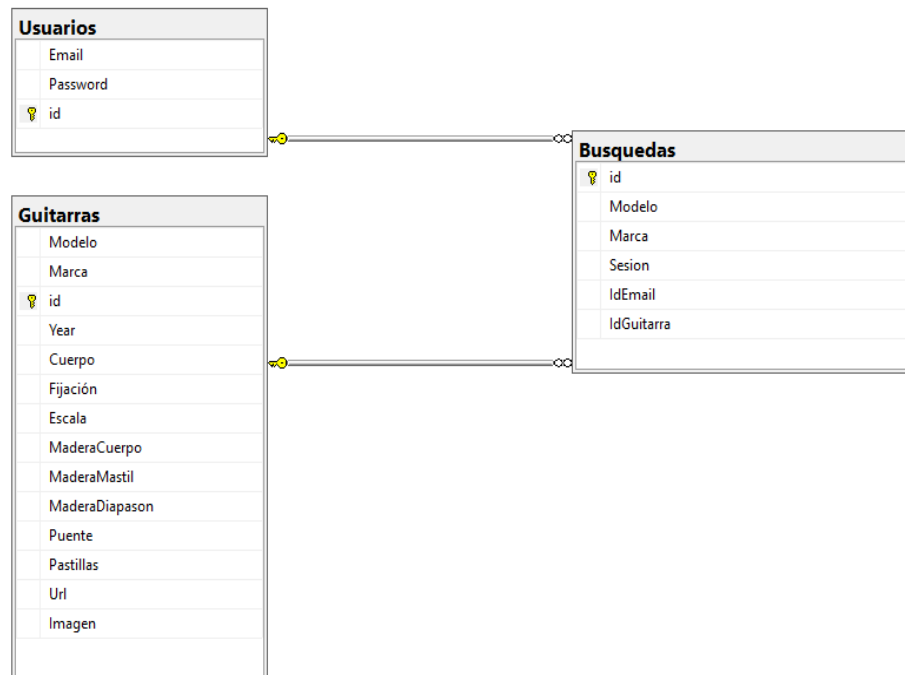 Usuarios
Email
Password
id
Guitarras
Modelo
Marca
id
Year
Cuerpo
Fijación
Escala
MaderaCuerpo
MaderaMastil
MaderaDiapason
Puente
Pastillas
Url
Imagen
Busquedas
id
Modelo
Marca
Sesion
IdEmail
IdGuitarra